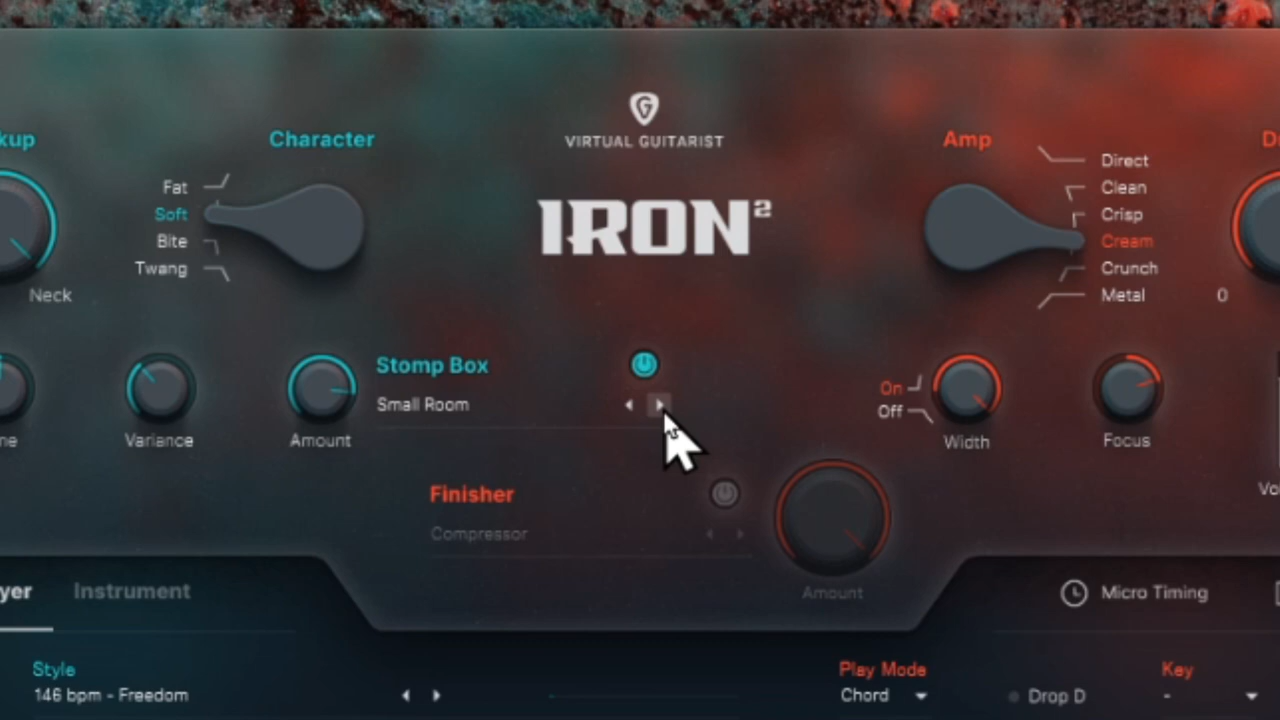 VIRTUAL GUITARIST
IRON²
kup
Neck
Character
Fat
Soft
Bite
Twang
Amp
Direct
Clean
Crisp
Cream
Crunch
Metal
D
0
ne
Variance
Amount
Stomp Box
Small Room
On
Off
Width
Focus
Vo
Finisher
Compressor
Amount
yer
Instrument
Micro Timing
Style
146 bpm - Freedom
Play Mode
Chord
Drop D
Key
-